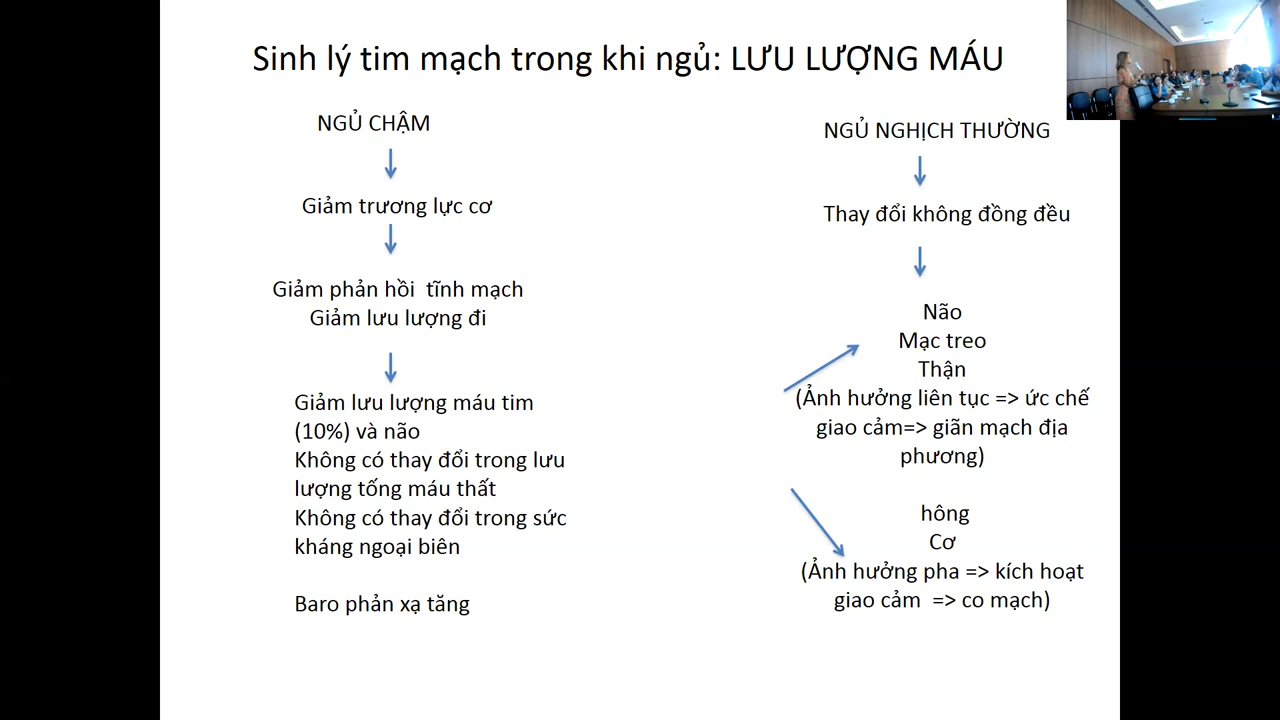 Sinh lý tim mạch trong khi ngủ: LƯU LƯỢNG MÁU
NGỦ CHẬM
Giảm trương lực cơ
Giảm phản hồi  tĩnh mạch
Giảm lưu lượng đi
Giảm lưu lượng máu tim
(10%) và não
Không có thay đổi trong lưu
lượng tống máu thất
Không có thay đổi trong sức
kháng ngoại biên
Baro phản xạ tăng
NGỦ NGHỊCH THƯỜNG
Thay đổi không đồng đều
Não
Mạc treo
Thận
(Ảnh hưởng liên tục => ức chế
giao cảm=> giãn mạch địa
phương)
hông
Cơ
(Ảnh hưởng pha => kích hoạt
giao cảm  => co mạch)